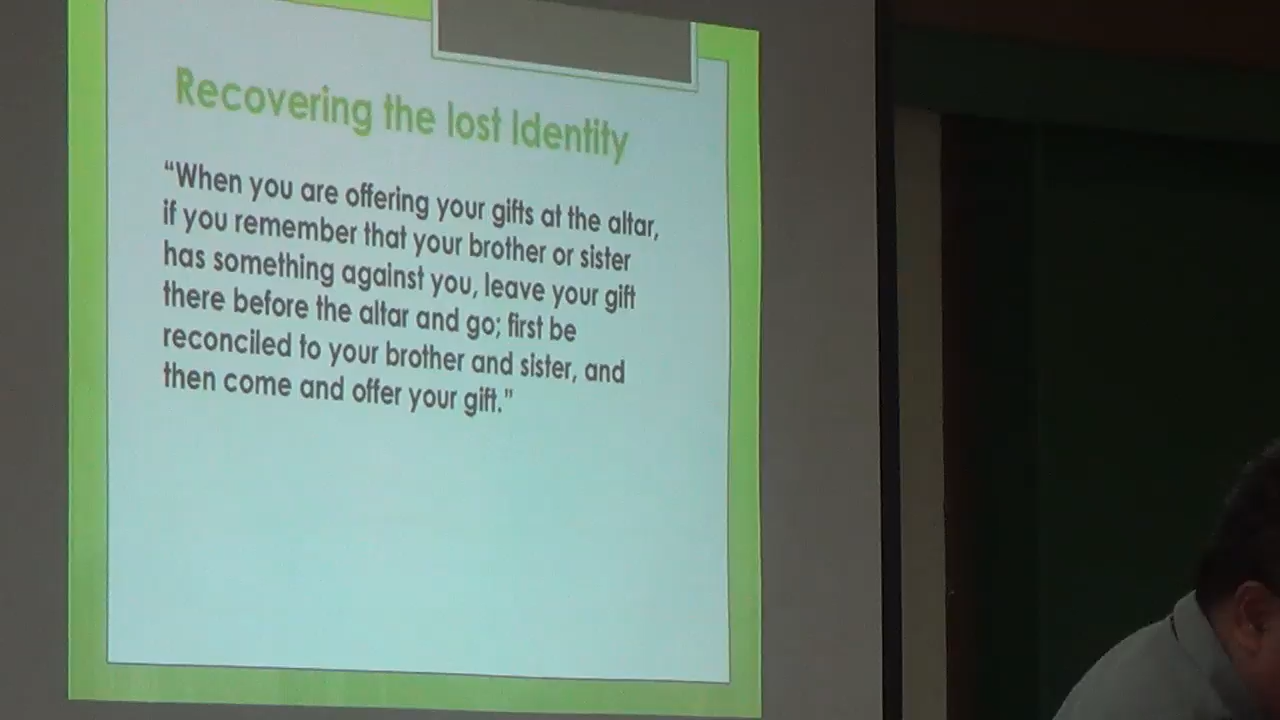 Recovering the lost Identity
“When you are offering your gifts at the altar,
if you remember that your brother or sister
has something against you, leave your gift
there before the altar and go; first be
reconciled to your brother and sister, and
then come and offer your gift."